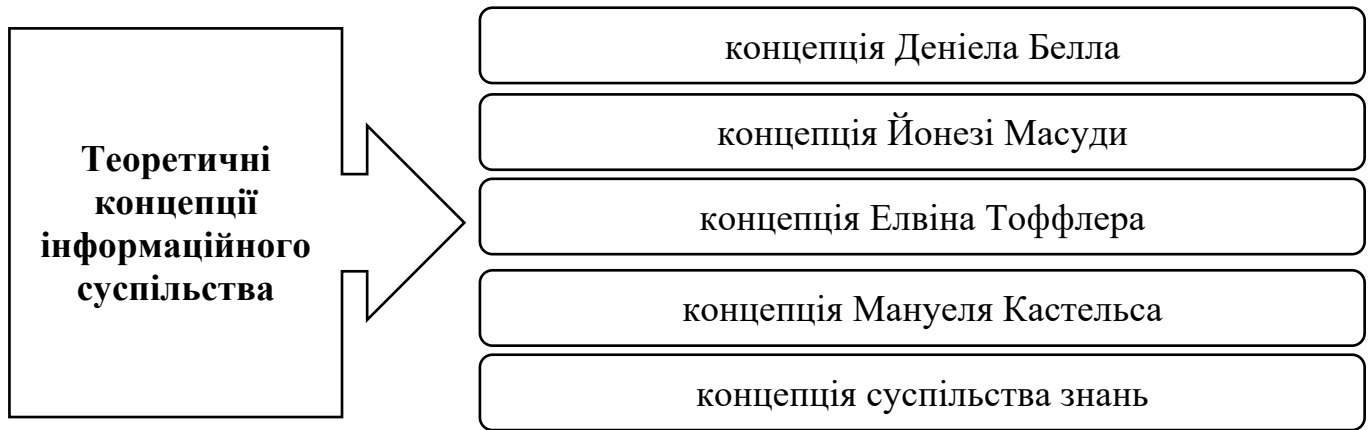 Теоретичні
концепції
інформаційного
суспільства
концепція Деніела Белла
концепція Йонезі Масуди
концепція Елвіна Тоффлера
концепція Мануеля Кастельса
концепція суспільства знань